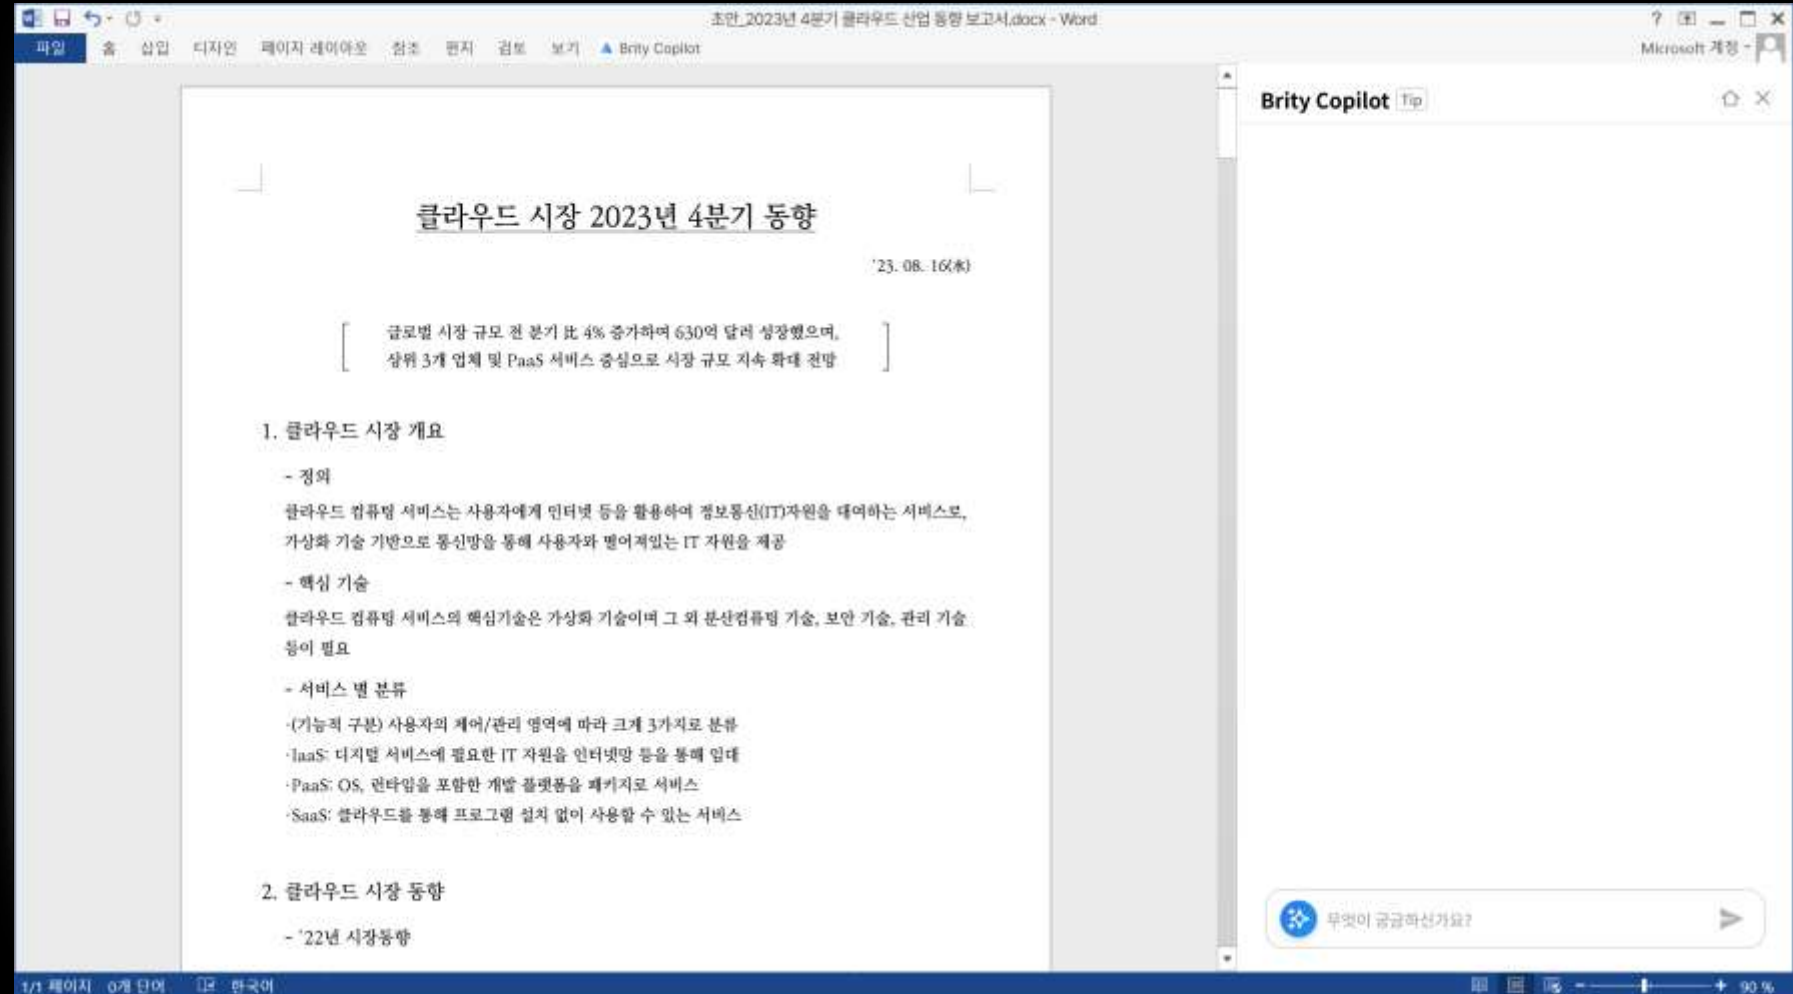 초안_2023년 4분기 클라우드 산업 동향 보고서.docx - Word
?
파일 홈 삽입 디자인 페이지 레이아웃 참조 편지 검토 보기 Brity Copilot
Microsoft 계정
클라우드 시장 2023년 4분기 동향
'23. 08. 16(水)
글로벌 시장 규모 전 분기 比 4% 증가하여 630억 달러 성장했으며,
상위 3개 업체 및 PaaS 서비스 중심으로 시장 규모 지속 확대 전망
1. 클라우드 시장 개요
- 정의
클라우드 컴퓨팅 서비스는 사용자에게 인터넷 등을 활용하여 정보통신(IT)자원을 대여하는 서비스로,
가상화 기술 기반으로 통신망을 통해 사용자와 떨어져있는 IT 자원을 제공
- 핵심 기술
클라우드 컴퓨팅 서비스의 핵심기술은 가상화 기술이며 그 외 분산컴퓨팅 기술, 보안 기술, 관리 기술
등이 필요
- 서비스 별 분류
·(기능적 구분) 사용자의 제어/관리 영역에 따라 크게 3가지로 분류
·IaaS: 디지털 서비스에 필요한 IT 자원을 인터넷망 등을 통해 임대
·PaaS: OS, 런타임을 포함한 개발 플랫폼을 패키지로 서비스
·SaaS: 클라우드를 통해 프로그램 설치 없이 사용할 수 있는 서비스
2. 클라우드 시장 동향
- '22년 시장동향
Brity Copilot Tip
무엇이 궁금하신가요?
1/1 페이지 0개 단어 한국어
90 %